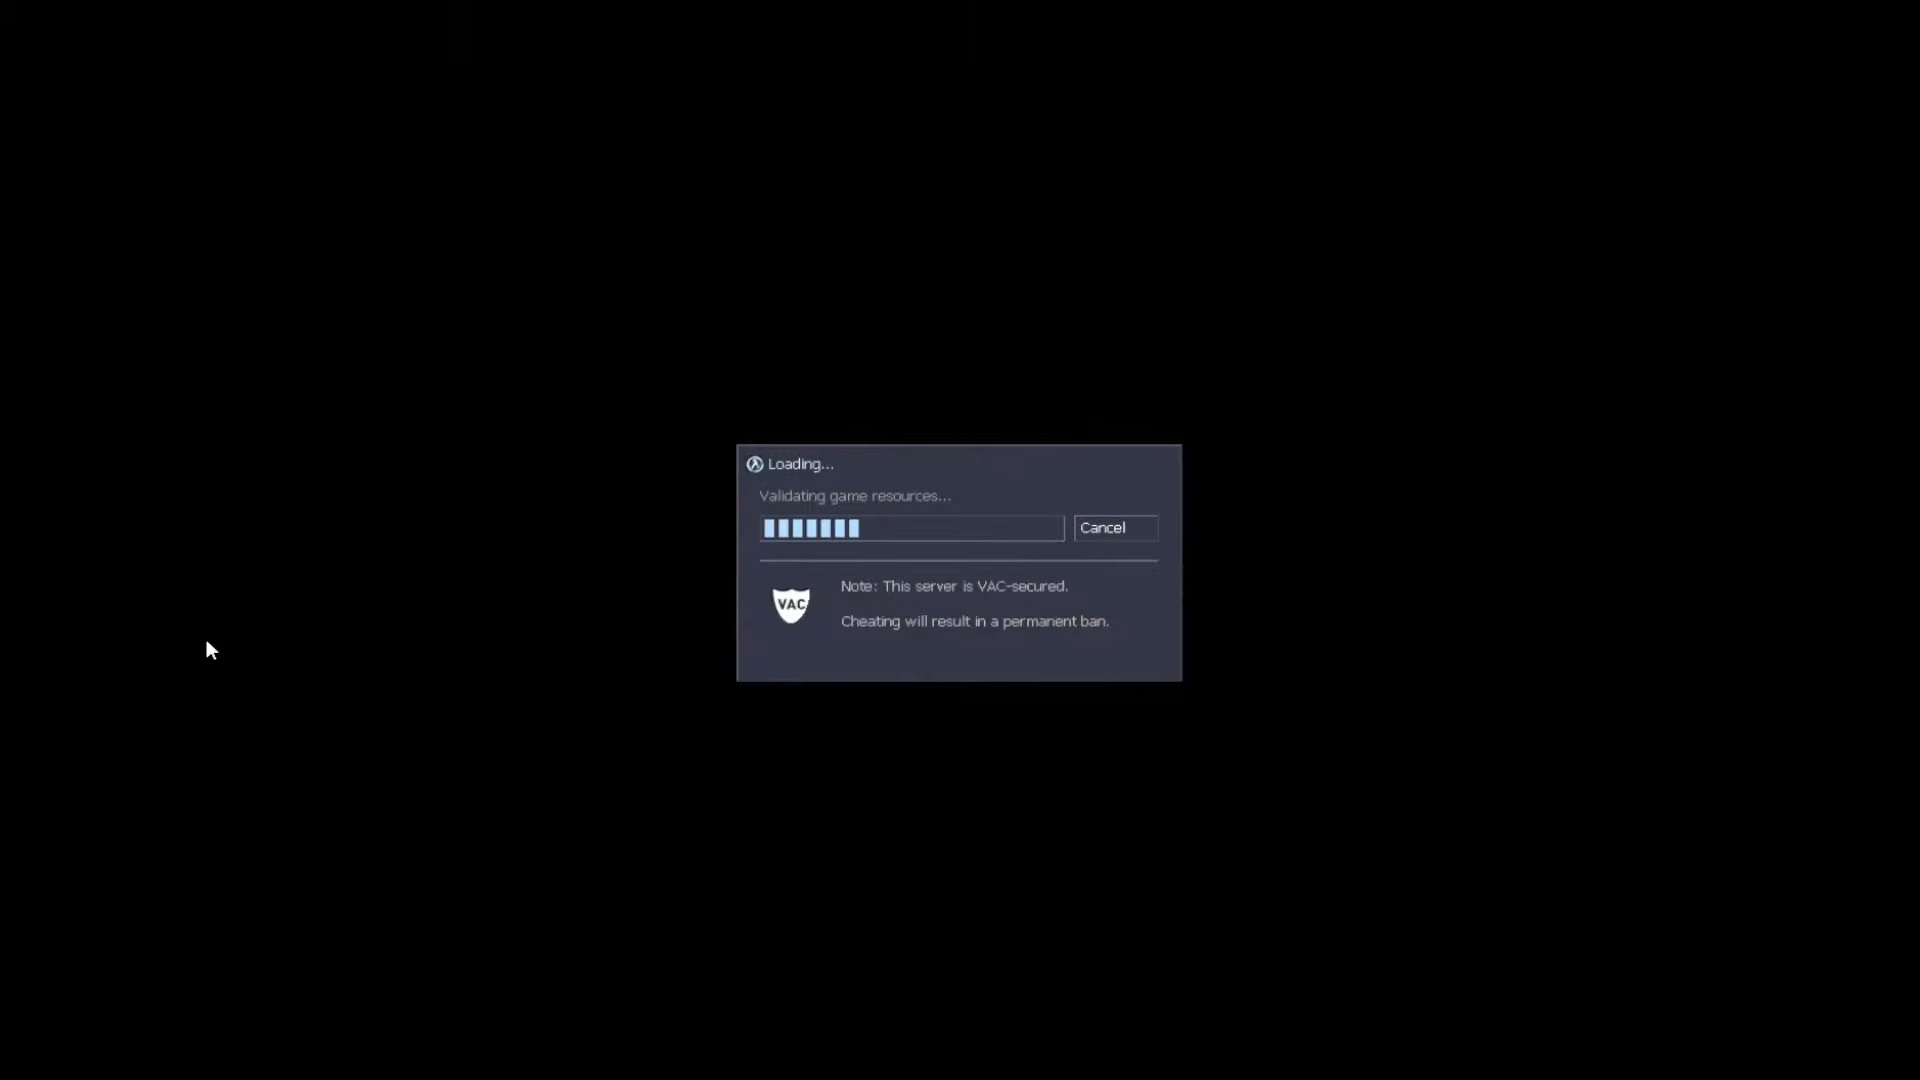 Loading...
Validating game resources...
Cancel
Note: This server is VAC-secured.
VAC
Cheating will result in a permanent ban.